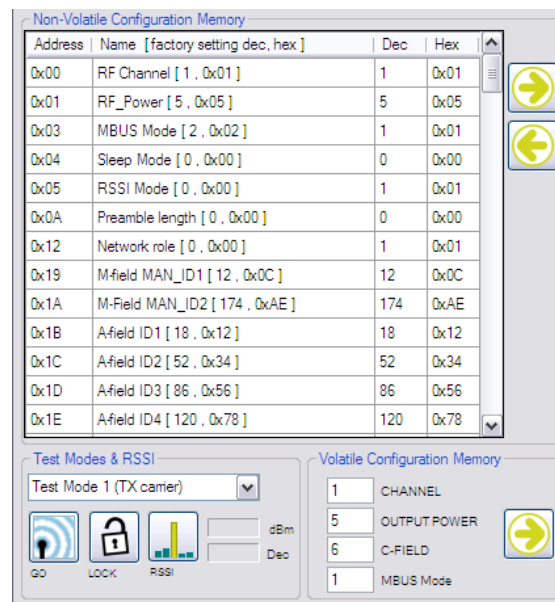 Non-Volatile Configuration Memory
Address Name [factory setting dec, hex ] Dec Hex
0x00 RF Channel [ 1 , 0x01 ] 1 0x01
0x01 RF_Power [ 5 , 0x05 ] 5 0x05
0x03 MBUS Mode [ 2 , 0x02 ] 1 0x01
0x04 Sleep Mode [ 0 , 0x00 ] 0 0x00
0x05 RSSI Mode [ 0 , 0x00 ] 1 0x01
0x0A Preamble length [ 0 , 0x00 ] 0 0x00
0x12 Network role [ 0 , 0x00 ] 1 0x01
0x19 M-field MAN_ID1 [ 12 , 0x0C ] 12 0x0C
0x1A M-Field MAN_ID2 [ 174 , 0xAE ] 174 0xAE
0x1B A-field ID1 [ 18 , 0x12 ] 18 0x12
0x1C A-field ID2 [ 52 , 0x34 ] 52 0x34
0x1D A-field ID3 [ 86 , 0x56 ] 86 0x56
0x1E A-field ID4 [ 120 , 0x78 ] 120 0x78
Test Modes & RSSI
Test Mode 1 (TX carrier)
dBm
Dec
GO LOCK RSSI
Volatile Configuration Memory
1 CHANNEL
5 OUTPUT POWER
6 C-FIELD
1 MBUS Mode